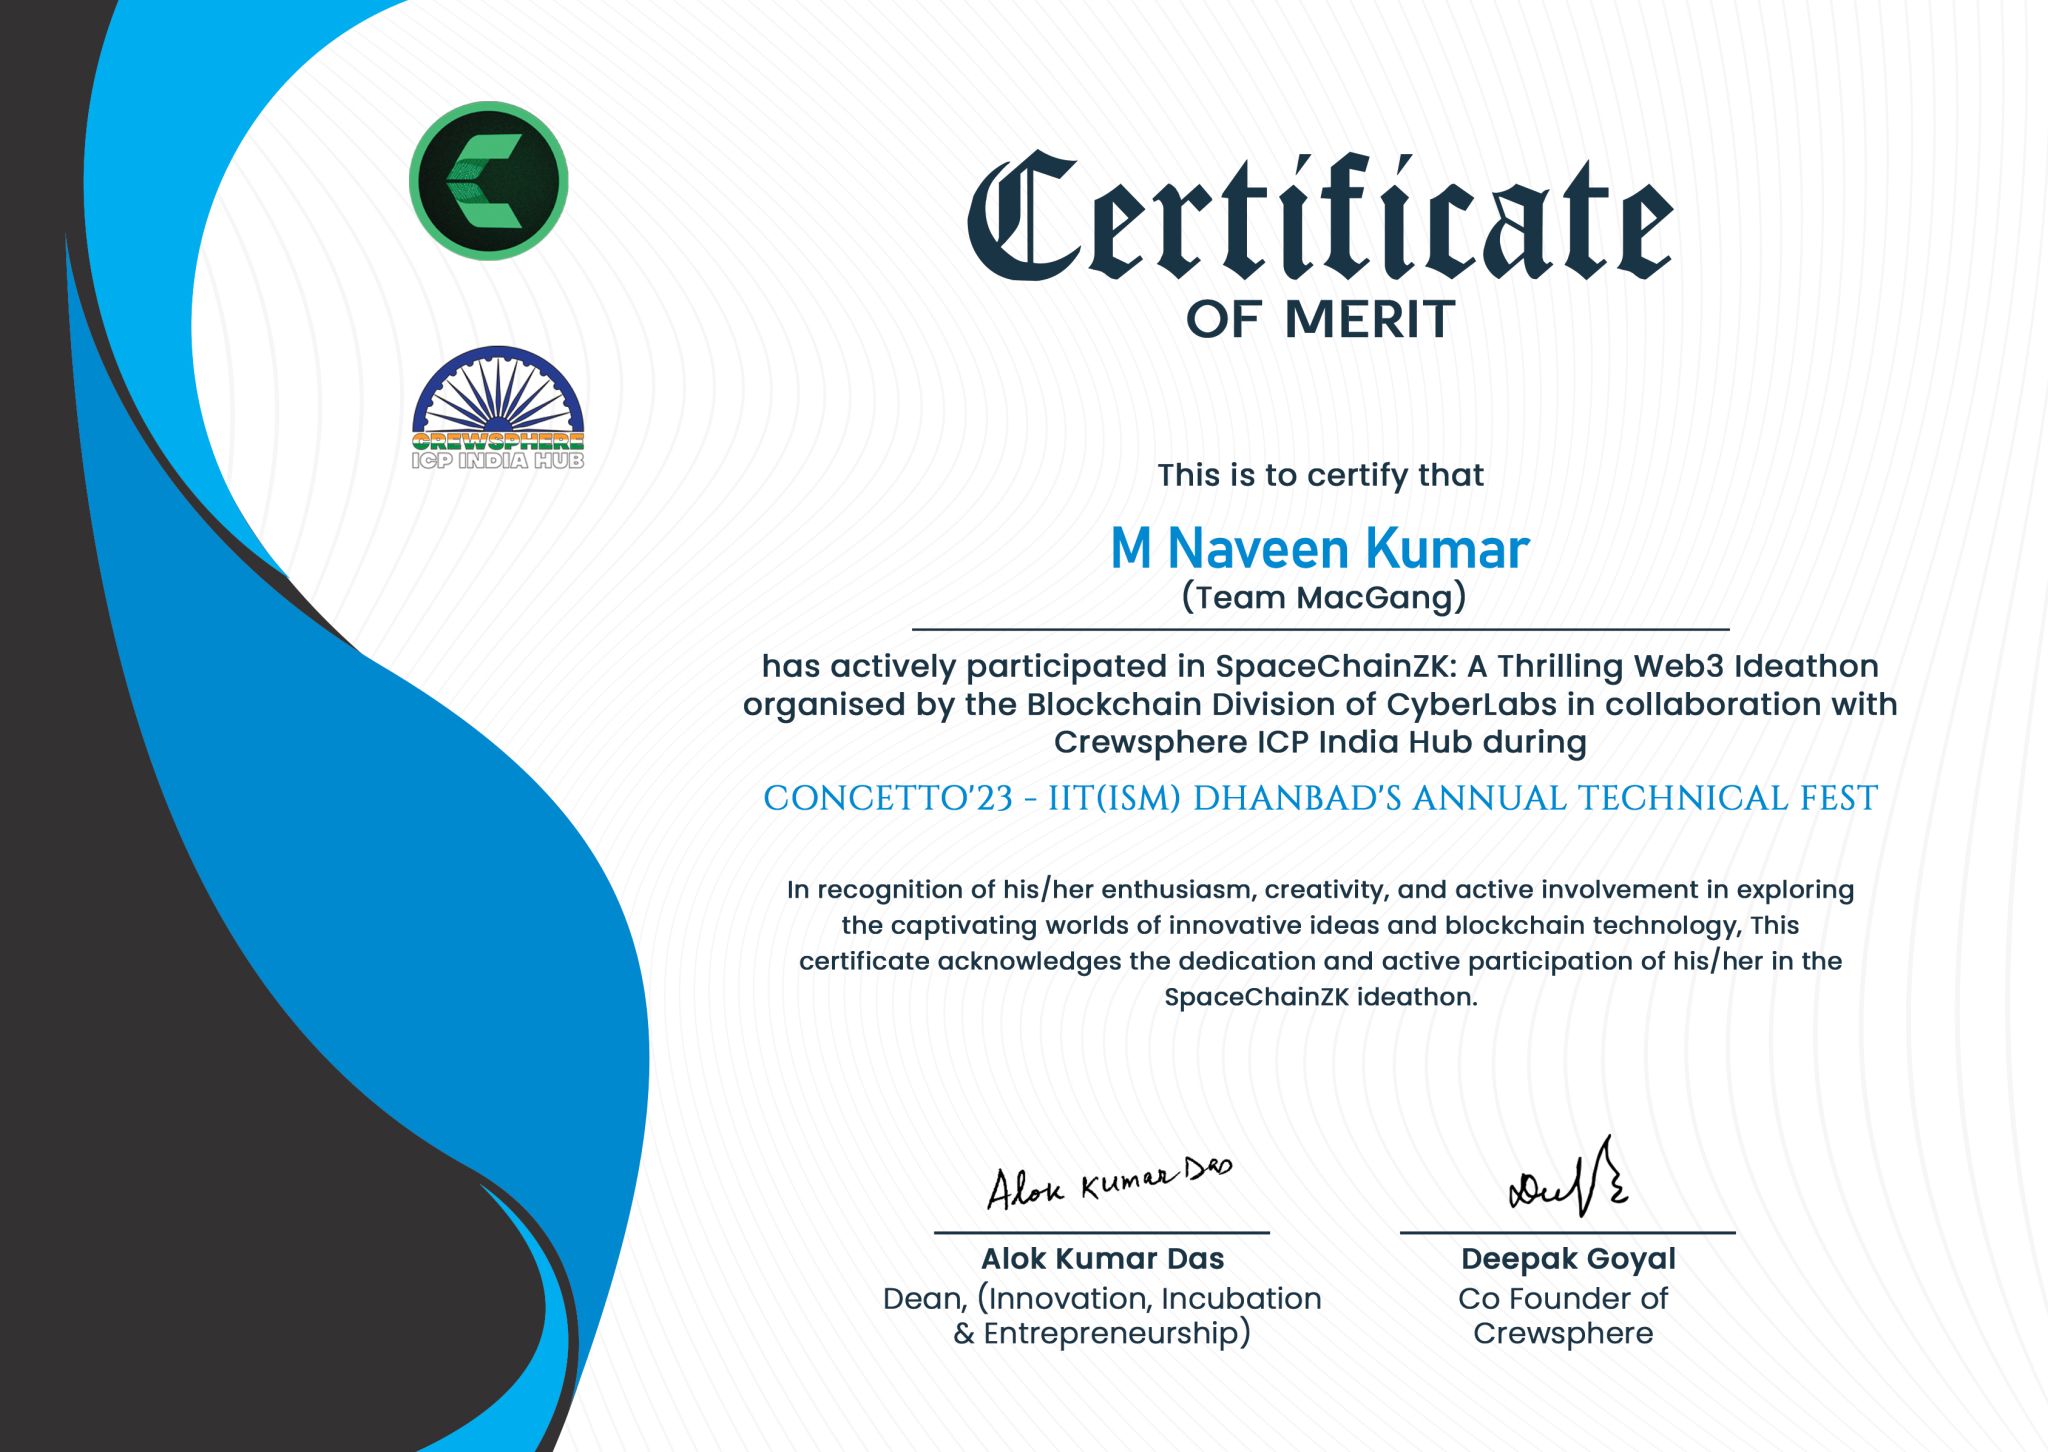 CREWSPHERE
ICP INDIA HUB
Certificate
OF MERIT
This is to certify that
M Naveen Kumar
(Team MacGang)
has actively participated in SpaceChainZK: A Thrilling Web3 Ideathon
organised by the Blockchain Division of CyberLabs in collaboration with
Crewsphere ICP India Hub during
CONCETTO'23 - IIT(ISM) DHANBAD'S ANNUAL TECHNICAL FEST
In recognition of his/her enthusiasm, creativity, and active involvement in exploring
the captivating worlds of innovative ideas and blockchain technology, This
certificate acknowledges the dedication and active participation of his/her in the
SpaceChainZK ideathon.
Alok Kumar Das
Alok Kumar Das
Dean, (Innovation, Incubation
& Entrepreneurship)
Deepak Goyal
Co Founder of
Crewsphere